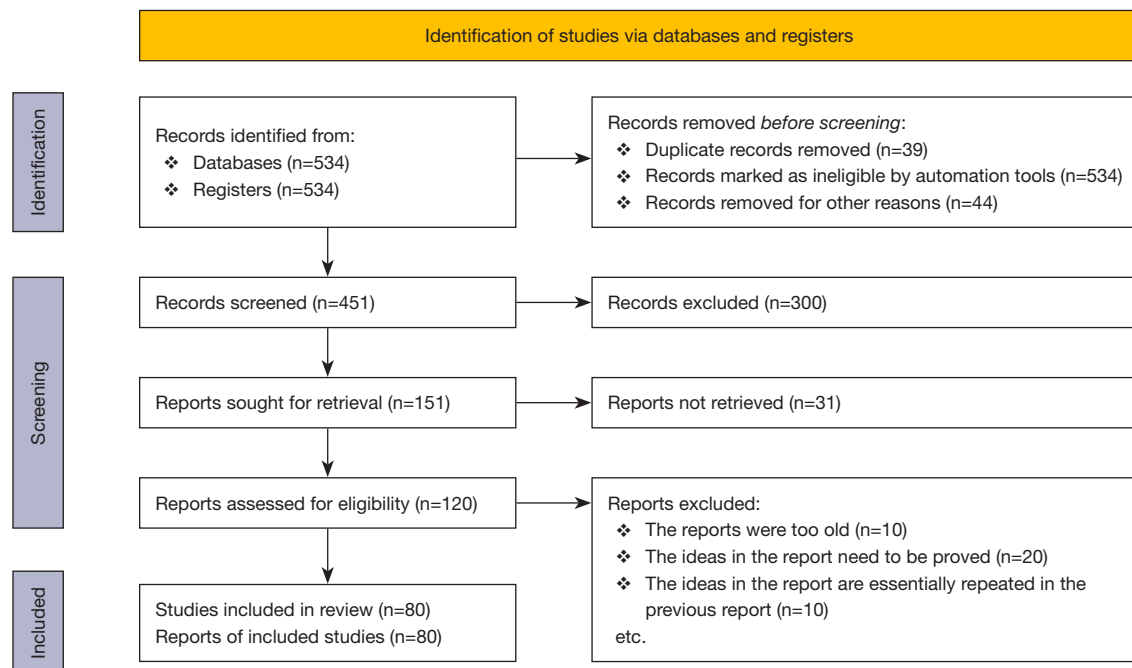 Identification of studies via databases and registers
Identification
Records identified from:
❖ Databases (n=534)
❖ Registers (n=534)
Records removed before screening:
❖ Duplicate records removed (n=39)
❖ Records marked as ineligible by automation tools (n=534)
❖ Records removed for other reasons (n=44)
Screening
Records screened (n=451)
Records excluded (n=300)
Reports sought for retrieval (n=151)
Reports not retrieved (n=31)
Reports assessed for eligibility (n=120)
Reports excluded:
❖ The reports were too old (n=10)
❖ The ideas in the report need to be proved (n=20)
❖ The ideas in the report are essentially repeated in the
previous report (n=10)
etc.
Included
Studies included in review (n=80)
Reports of included studies (n=80)